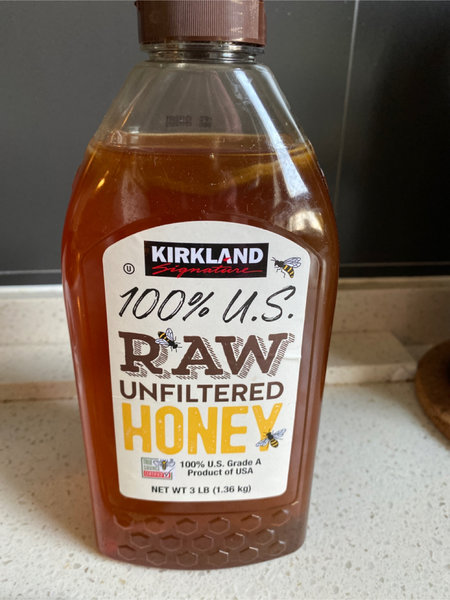 KIRKLAND
Signature
U
100% U.S.
RAW
UNFILTERED
HONEY
100% U.S. Grade A
Product of USA
NET WT 3 LB (1.36 kg)